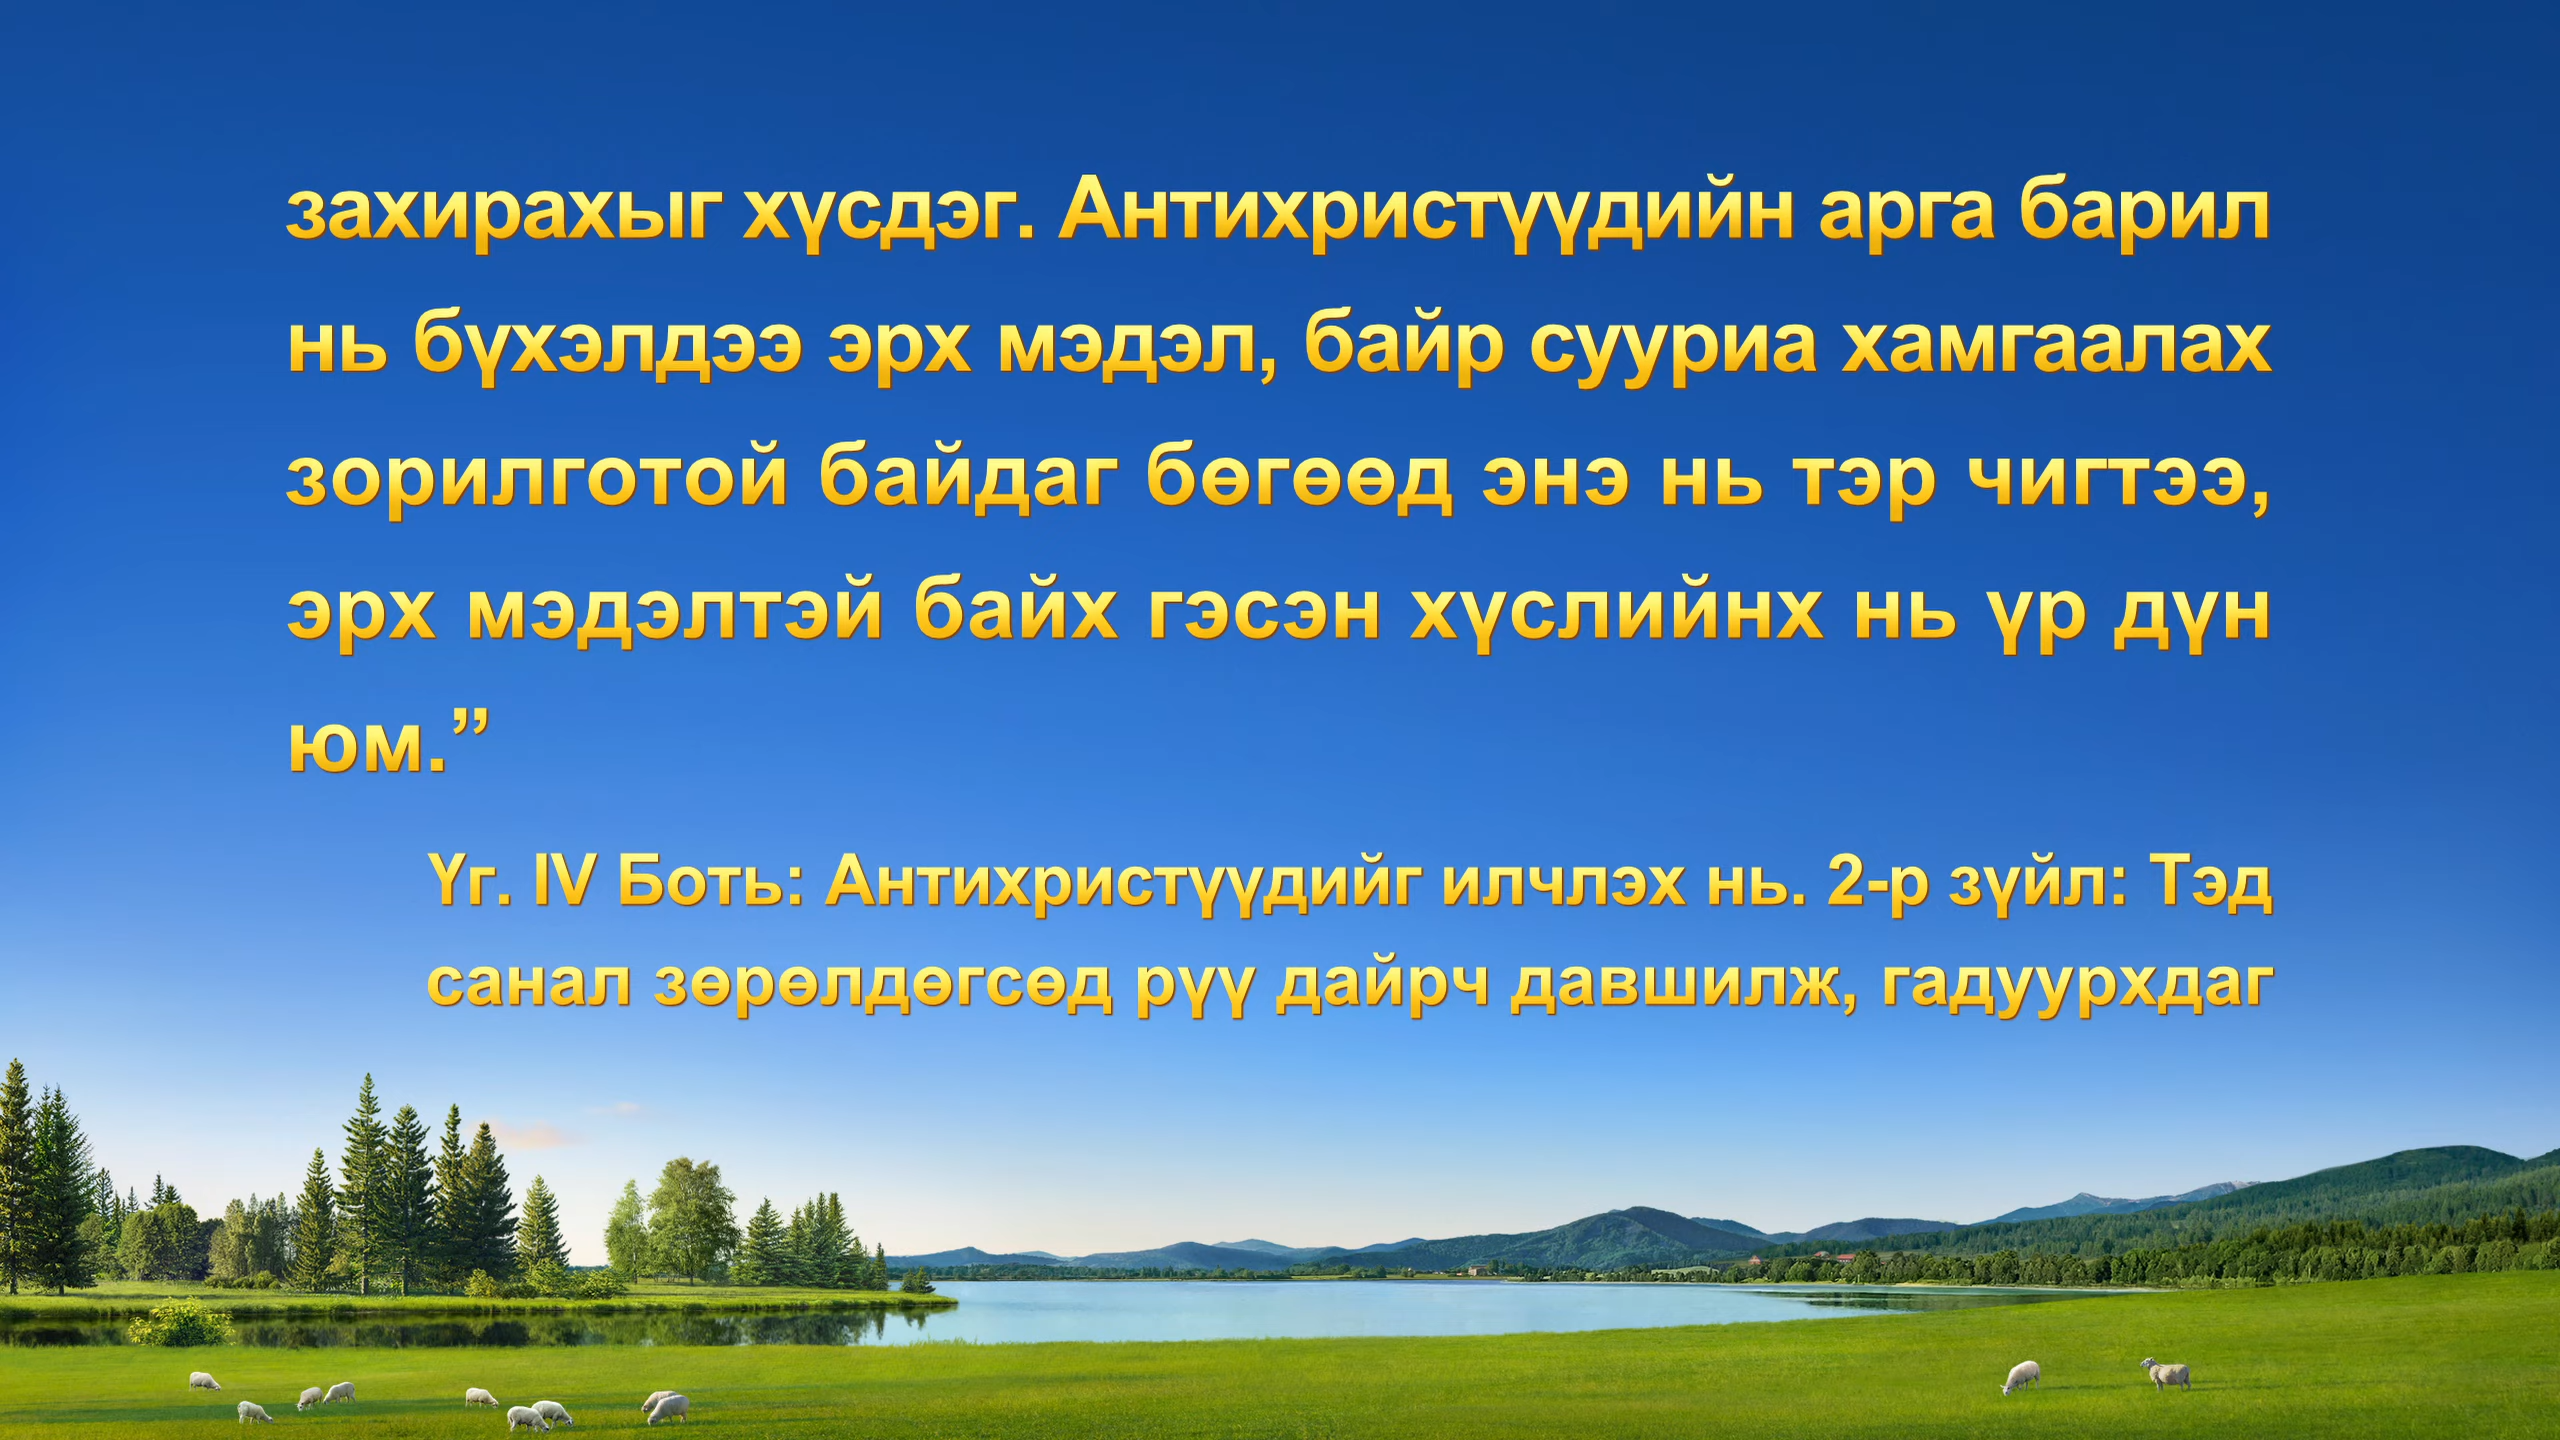 захирахыг хүсдэг. Антихристүүдийн арга барил
нь бүхэлдээ эрх мэдэл, байр сууриа хамгаалах
зорилготой байдаг бөгөөд энэ нь тэр чигтээ,
эрх мэдэлтэй байх гэсэн хүслийнх нь үр дүн
юм.”
Үг. IV Боть: Антихристүүдийг илчлэх нь. 2-р зүйл: Тэд
санал зөрөлдөгсөд рүү дайрч давшилж, гадуурхдаг